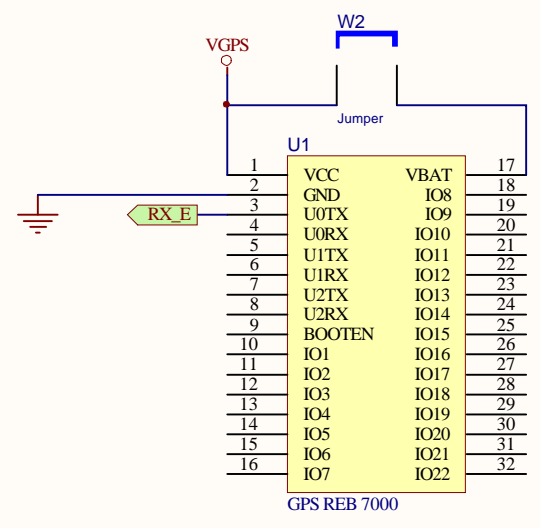 W2
VGPS
Jumper
U1
1 VCC VBAT 17
2 GND IO8 18
RX_E 3 U0TX IO9 19
4 U0RX IO10 20
5 U1TX IO11 21
6 U1RX IO12 22
7 U2TX IO13 23
8 U2RX IO14 24
9 BOOTEN IO15 25
10 IO1 IO16 26
11 IO2 IO17 27
12 IO3 IO18 28
13 IO4 IO19 29
14 IO5 IO20 30
15 IO6 IO21 31
16 IO7 IO22 32
GPS REB 7000